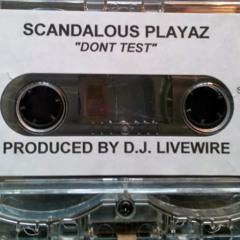 SCANDALOUS PLAYAZ
"DONT TEST"
PRODUCED BY D.J. LIVEWIRE